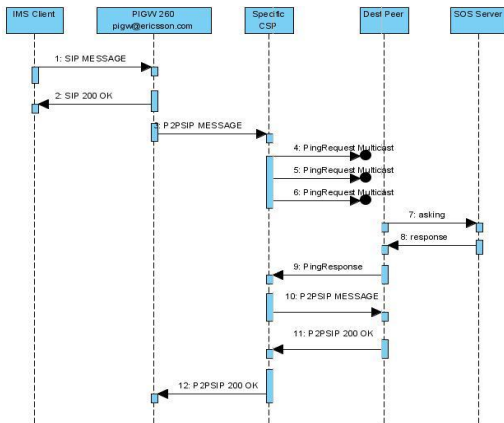 IMS Client
PIGW 260
pigw@ericsson.com
Specific
CSP
Dest Peer
SOS Server
1: SIP MESSAGE
2: SIP 200 OK
3: P2PSIP MESSAGE
4: PingRequest Multicast
5: PingRequest Multicast
6: PingRequest Multicast
7: asking
8: response
9: PingResponse
10: P2PSIP MESSAGE
11: P2PSIP 200 OK
12: P2PSIP 200 OK